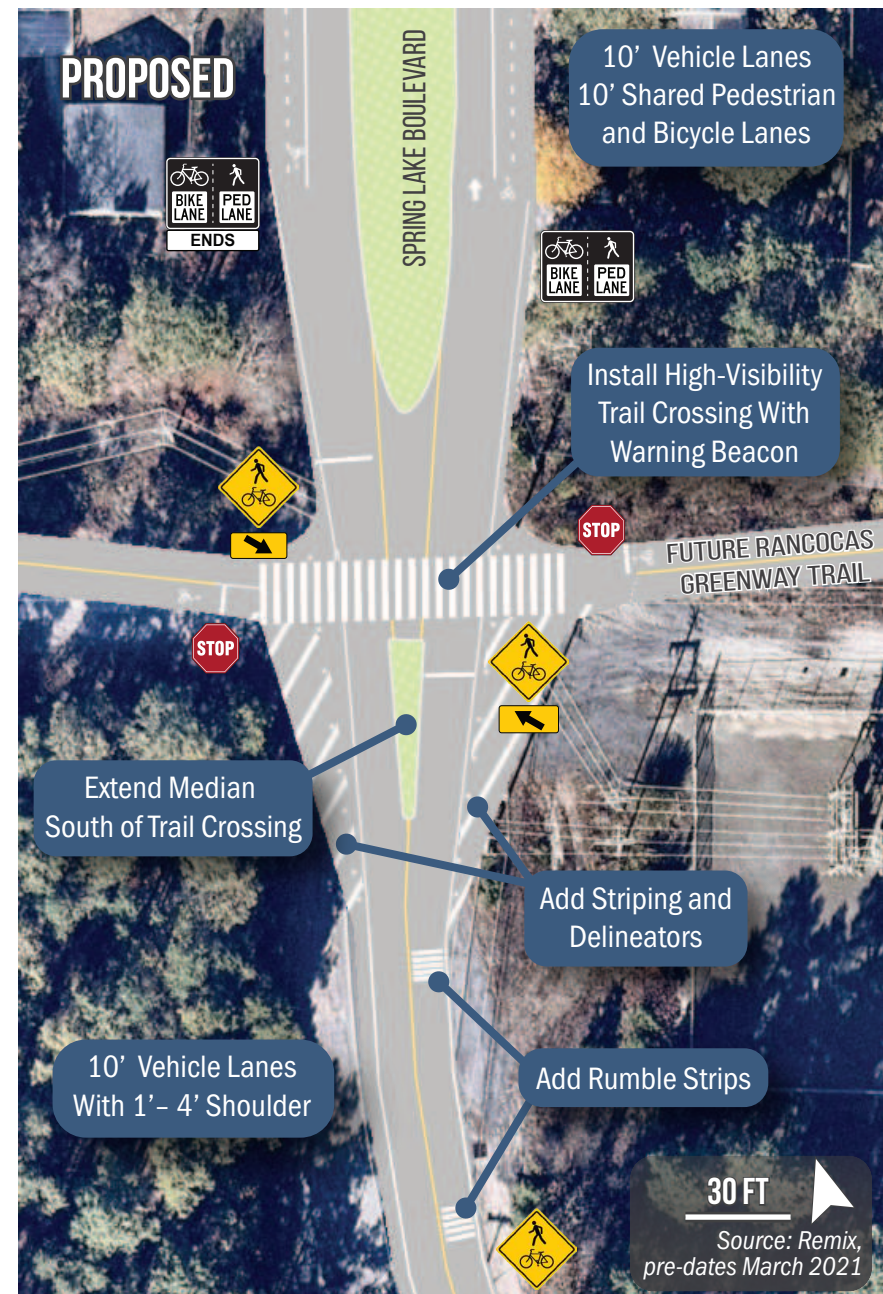 PROPOSED
SPRING LAKE BOULEVARD
10’ Vehicle Lanes
10’ Shared Pedestrian
and Bicycle Lanes
BIKE LANE
PED LANE
ENDS
BIKE LANE
PED LANE
Install High-Visibility
Trail Crossing With
Warning Beacon
STOP
FUTURE RANCOCAS
GREENWAY TRAIL
STOP
Extend Median
South of Trail Crossing
Add Striping and
Delineators
10’ Vehicle Lanes
With 1’– 4’ Shoulder
Add Rumble Strips
30 FT
Source: Remix,
pre-dates March 2021